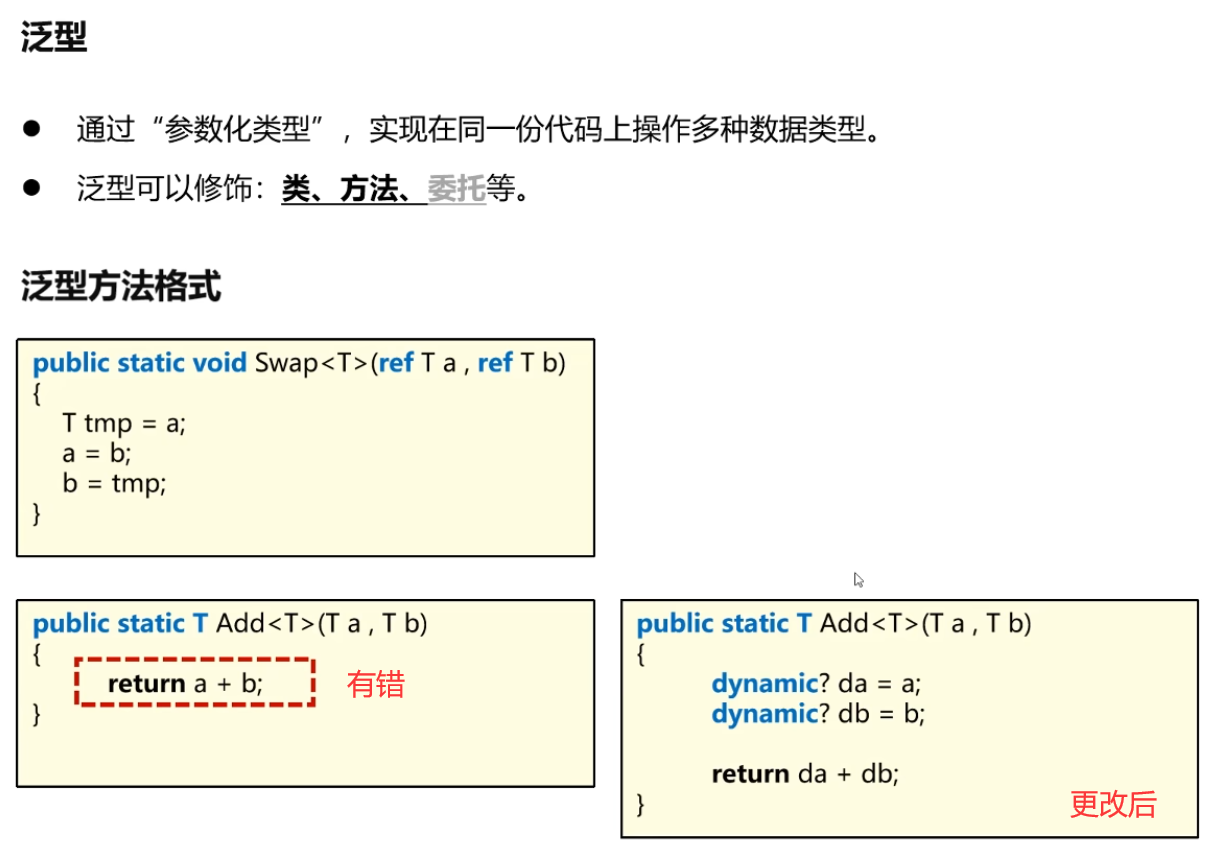 泛型
● 通过“参数化类型”，实现在同一份代码上操作多种数据类型。
● 泛型可以修饰：类、方法、委托等。
泛型方法格式
public static void Swap<T>(ref T a , ref T b)
{
T tmp = a;
a = b;
b = tmp;
}
public static T Add<T>(T a , T b)
{
return a + b;
有错
}
public static T Add<T>(T a , T b)
{
dynamic? da = a;
dynamic? db = b;
return da + db;
}
更改后